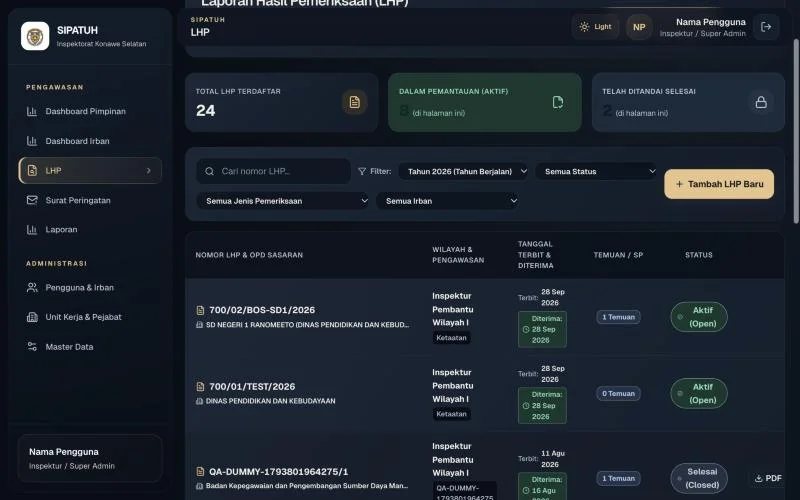 SIPATUH
Inspektorat Konawe Selatan
PENGAWASAN
Dashboard Pimpinan
Dashboard Irban
LHP
Surat Peringatan
Laporan
ADMINISTRASI
Pengguna & Irban
Unit Kerja & Pejabat
Master Data
Nama Pengguna
Inspektur / Super Admin
Laporan Hasil Pemeriksaan (LHP)
SIPATUH
LHP
Light
NP
Nama Pengguna
Inspektur / Super Admin
TOTAL LHP TERDAFTAR
24
DALAM PEMANTAUAN (AKTIF)
8 (di halaman ini)
TELAH DITANDAI SELESAI
2 (di halaman ini)
Cari nomor LHP...
Filter:
Tahun 2026 (Tahun Berjalan)
Semua Status
Semua Jenis Pemeriksaan
Semua Irban
+ Tambah LHP Baru
NOMOR LHP & OPD SASARAN
WILAYAH &
PENGAWASAN
TANGGAL
TERBIT &
DITERIMA
TEMUAN / SP
STATUS
700/02/BOS-SD1/2026
SD NEGERI 1 RANOMEETO (DINAS PENDIDIKAN DAN KEBUD...
Inspektur
Pembantu
Wilayah I
Ketaatan
Terbit: 28 Sep
2026
Diterima:
28 Sep
2026
1 Temuan
Aktif
(Open)
700/01/TEST/2026
DINAS PENDIDIKAN DAN KEBUDAYAAN
Inspektur
Pembantu
Wilayah I
Ketaatan
Terbit: 28 Sep
2026
Diterima:
28 Sep
2026
0 Temuan
Aktif
(Open)
QA-DUMMY-1793801964275/1
Badan Kepegawaian dan Pengembangan Sumber Daya Man...
Inspektur
Pembantu
Wilayah I
QA-DUMMY-
1793801964275
Terbit: 11 Agu
2026
Diterima:
16 Agu
2026
1 Temuan
Selesai
(Closed)
PDF